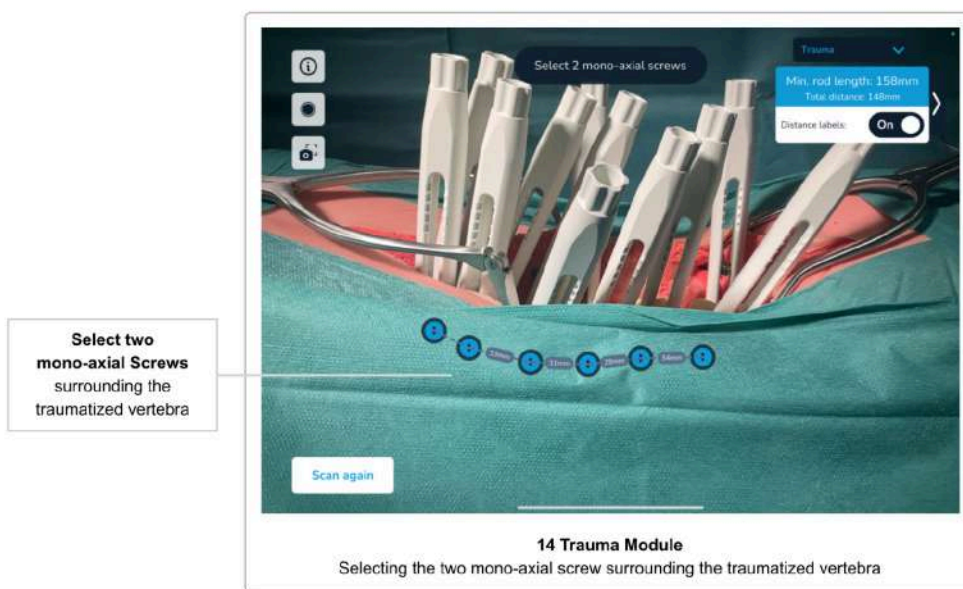 Select 2 mono-axial screws
Trauma
Min. rod length: 158mm
Total distance: 148mm
Distance labels:
On
Select two
mono-axial Screws
surrounding the
traumatized vertebra
31mm
34mm
Scan again
14 Trauma Module
Selecting the two mono-axial screw surrounding the traumatized vertebra